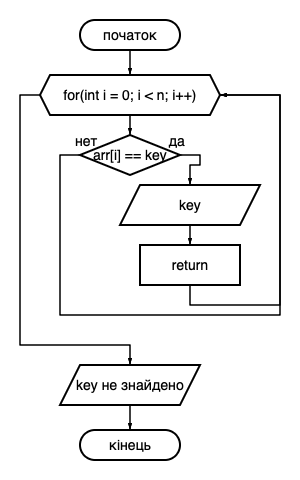 початок
for(int i = 0; i < n; i++)
нет
да
arr[i] == key
key
return
key не знайдено
кінець